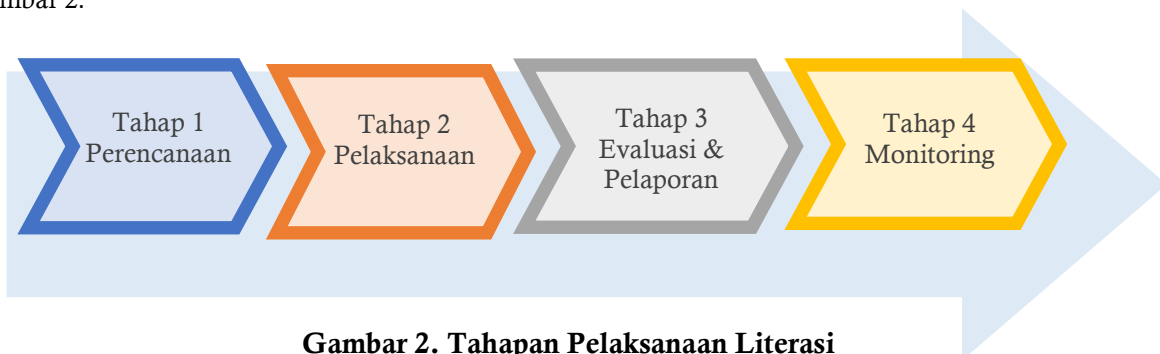 Tahap 1
Perencanaan
Tahap 2
Pelaksanaan
Tahap 3
Evaluasi &
Pelaporan
Tahap 4
Monitoring
Gambar 2. Tahapan Pelaksanaan Literasi